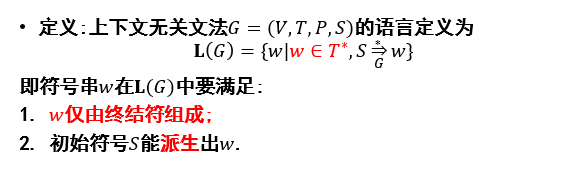 • 定义:上下文无关文法G = (V, T, P, S)的语言定义为
L(G) = {w|w ∈ T*, S ⇒*G w}
即符号串w在L(G)中要满足:
1. w仅由终结符组成;
2. 初始符号S能派生出w.